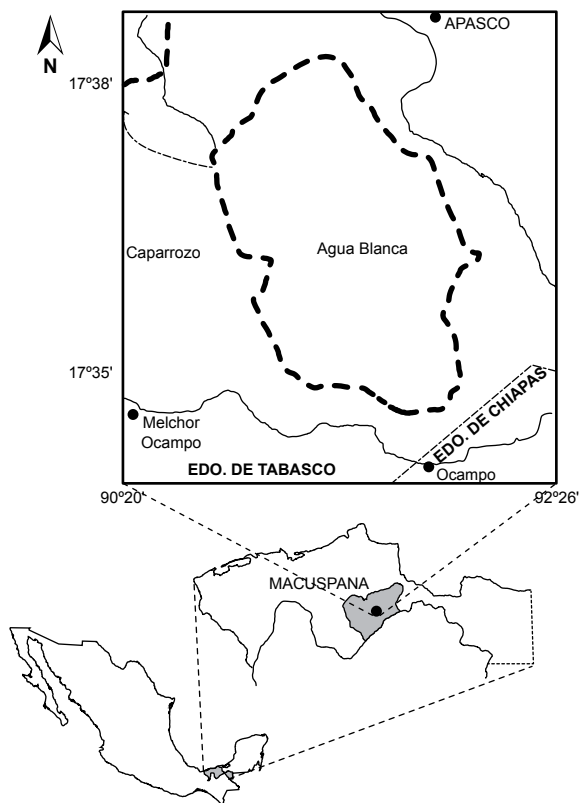 APASCO
N
17º38'
Caparrozo
Agua Blanca
17º35'
Melchor
Ocampo
EDO. DE CHIAPAS
EDO. DE TABASCO
Ocampo
90º20'
92º26'
MACUSPANA